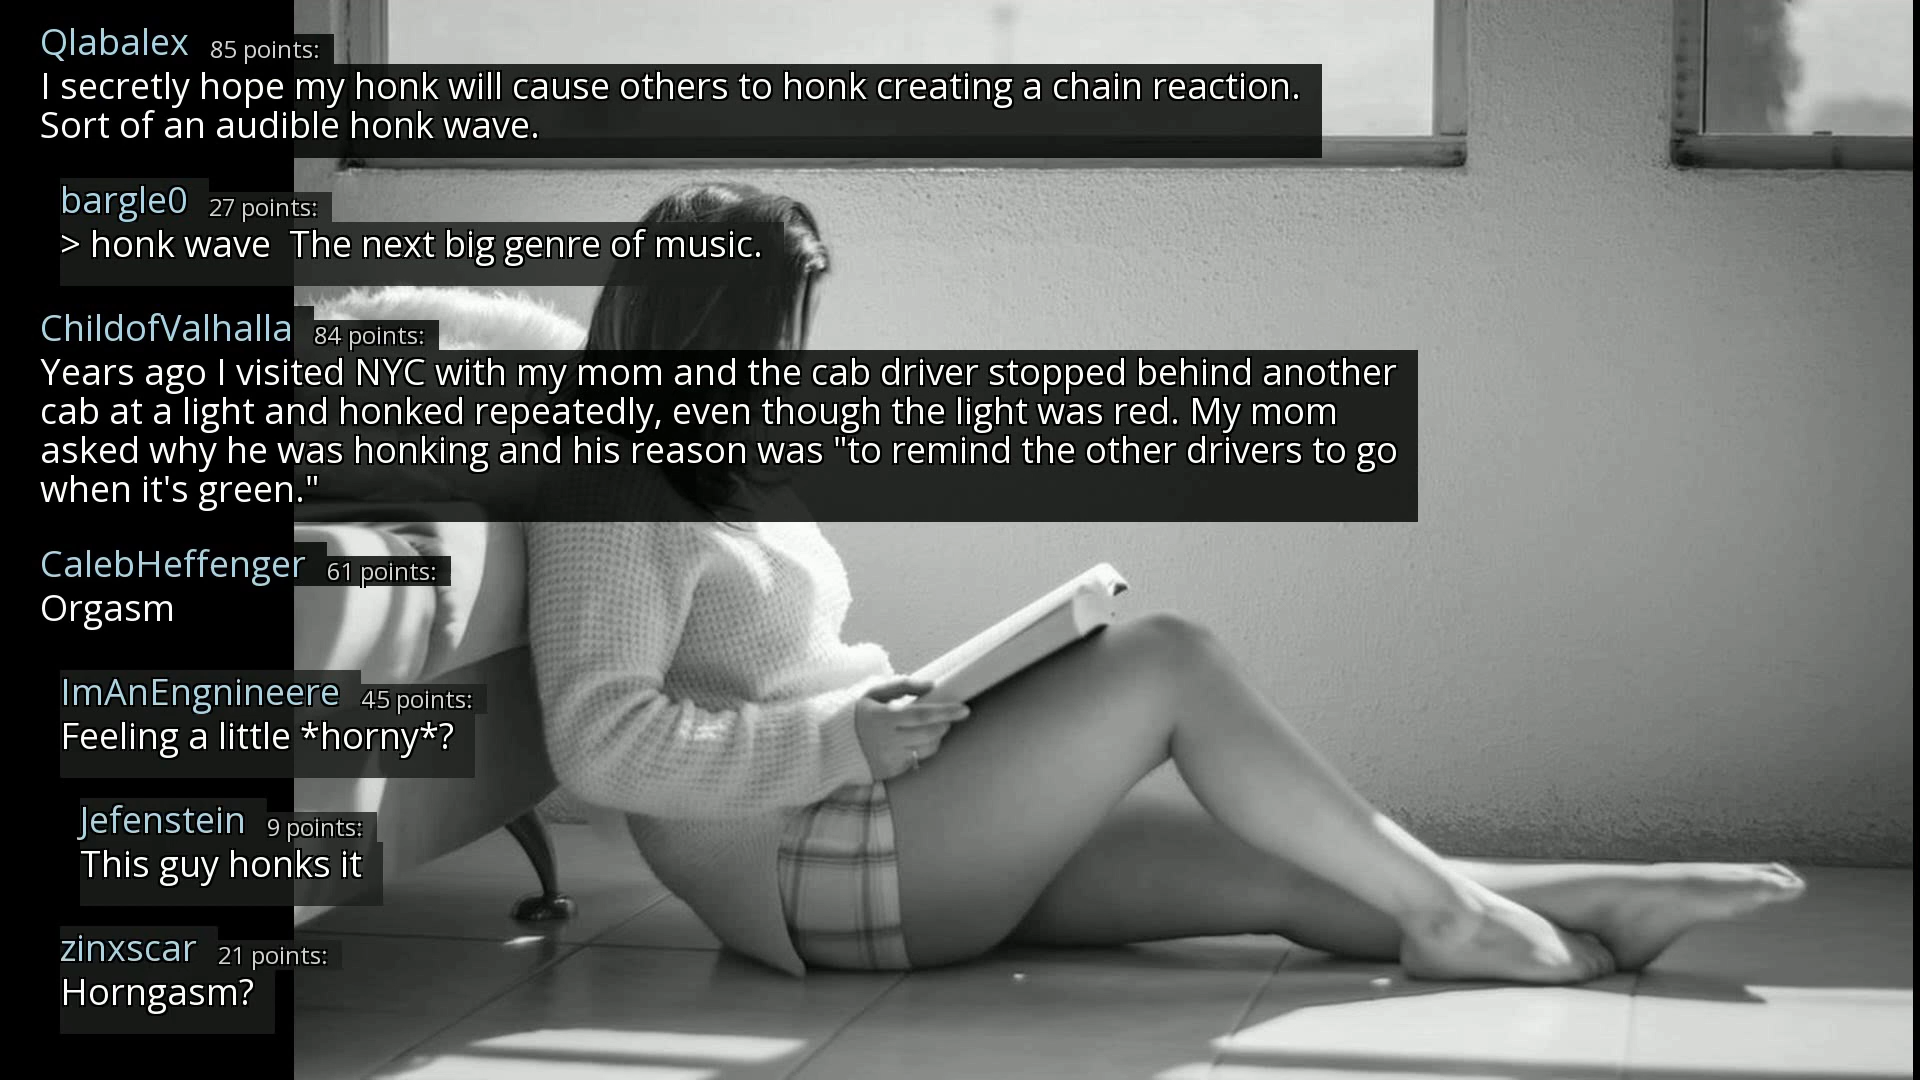 Qlabalex 85 points:
I secretly hope my honk will cause others to honk creating a chain reaction.
Sort of an audible honk wave.
bargle0 27 points:
> honk wave  The next big genre of music.
ChildofValhalla 84 points:
Years ago I visited NYC with my mom and the cab driver stopped behind another
cab at a light and honked repeatedly, even though the light was red. My mom
asked why he was honking and his reason was "to remind the other drivers to go
when it's green."
CalebHeffenger 61 points:
Orgasm
ImAnEngnineere 45 points:
Feeling a little *horny*?
Jefenstein 9 points:
This guy honks it
zinxscar 21 points:
Horngasm?